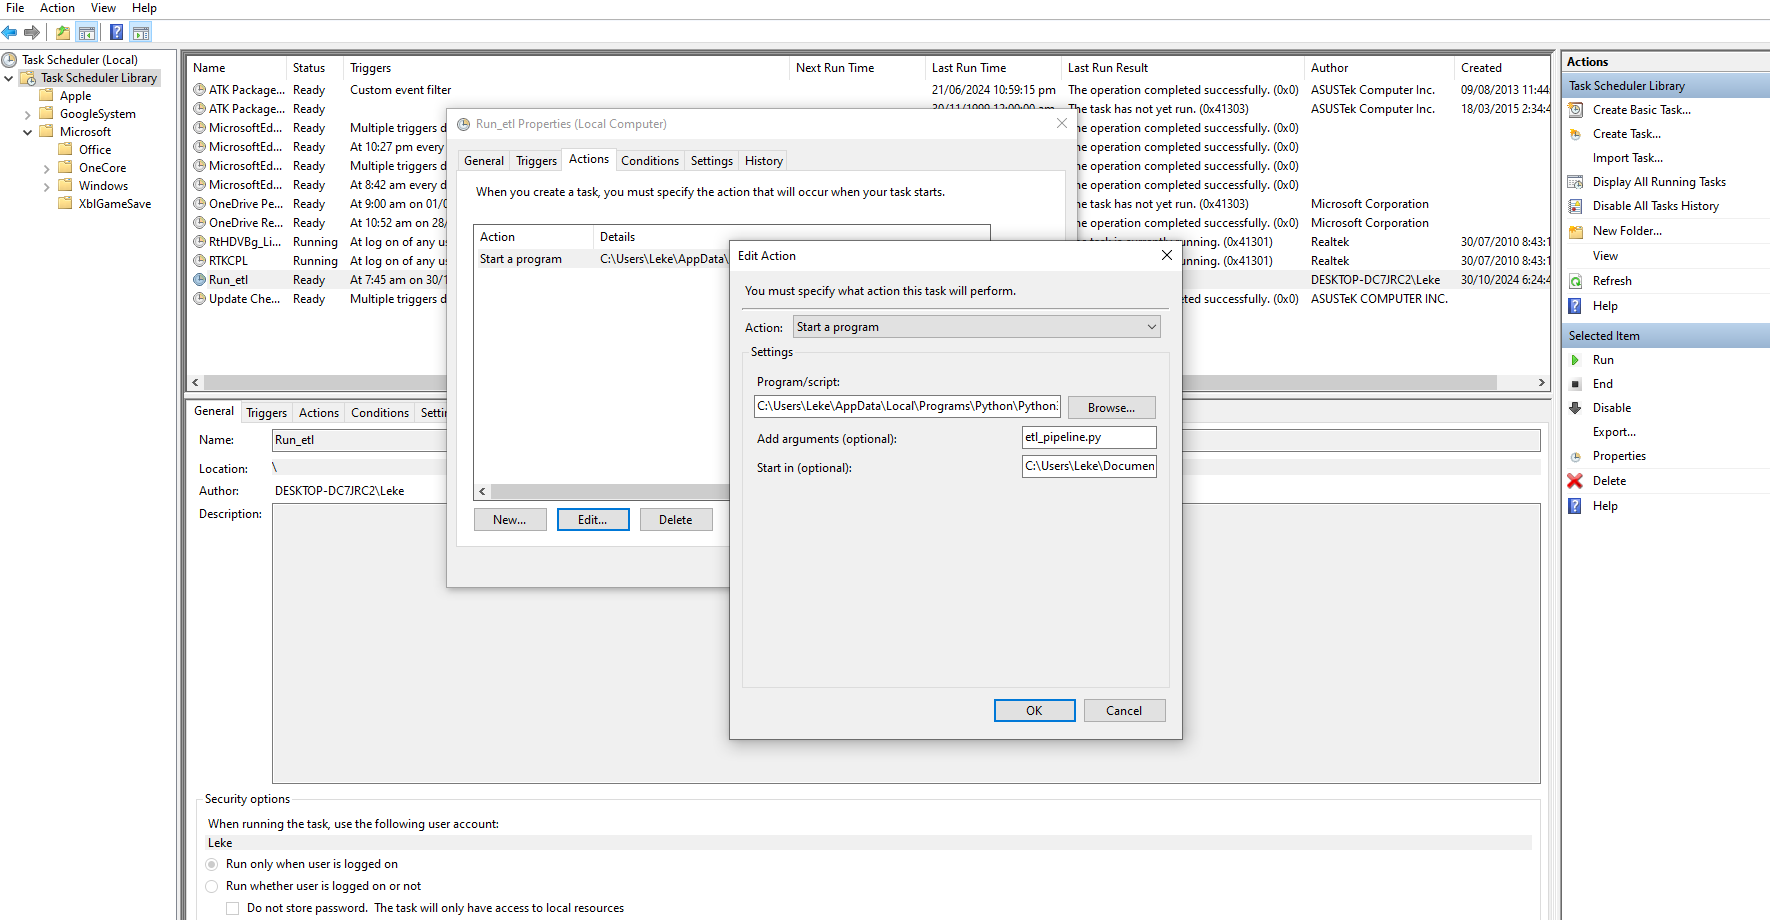 File Action View Help
Task Scheduler (Local)
Task Scheduler Library
Apple
GoogleSystem
Microsoft
Office
OneCore
Windows
XblGameSave
Name Status Triggers Next Run Time Last Run Time Last Run Result Author Created
ATK Package... Ready Custom event filter 21/06/2024 10:59:15 pm The operation completed successfully. (0x0) ASUSTek Computer Inc. 09/08/2013 11:44:
ATK Package... Ready 30/11/1999 12:00:00 am The task has not yet run. (0x41303) ASUSTek Computer Inc. 18/03/2015 2:34:4
MicrosoftEd... Ready Multiple triggers d he operation completed successfully. (0x0)
MicrosoftEd... Ready At 10:27 pm every he operation completed successfully. (0x0)
MicrosoftEd... Ready Multiple triggers d he operation completed successfully. (0x0)
MicrosoftEd... Ready At 8:42 am every d he operation completed successfully. (0x0)
OneDrive Pe... Ready At 9:00 am on 01/0 he task has not yet run. (0x41303) Microsoft Corporation
OneDrive Re... Ready At 10:52 am on 28/ he operation completed successfully. (0x0) Microsoft Corporation
RtHDVBg_Li... Running At log on of any us unning. (0x41301) Realtek 30/07/2010 8:43:1
RTKCPL Running At log on of any us unning. (0x41301) Realtek 30/07/2010 8:43:1
Run_etl Ready At 7:45 am on 30/1 DESKTOP-DC7JRC2\Leke 30/10/2024 6:24:4
Update Che... Ready Multiple triggers d eted successfully. (0x0) ASUSTeK COMPUTER INC.
Run_etl Properties (Local Computer)
General Triggers Actions Conditions Settings History
When you create a task, you must specify the action that will occur when your task starts.
Action Details
Start a program C:\Users\Leke\AppData\
New... Edit... Delete
Edit Action
You must specify what action this task will perform.
Action: Start a program
Settings
Program/script:
C:\Users\Leke\AppData\Local\Programs\Python\Python3 Browse...
Add arguments (optional): etl_pipeline.py
Start in (optional): C:\Users\Leke\Documen
OK Cancel
General Triggers Actions Conditions Settin
Name: Run_etl
Location: \
Author: DESKTOP-DC7JRC2\Leke
Description:
Security options
When running the task, use the following user account:
Leke
Run only when user is logged on
Run whether user is logged on or not
Do not store password. The task will only have access to local resources
Actions
Task Scheduler Library
Create Basic Task...
Create Task...
Import Task...
Display All Running Tasks
Disable All Tasks History
New Folder...
View
Refresh
Help
Selected Item
Run
End
Disable
Export...
Properties
Delete
Help